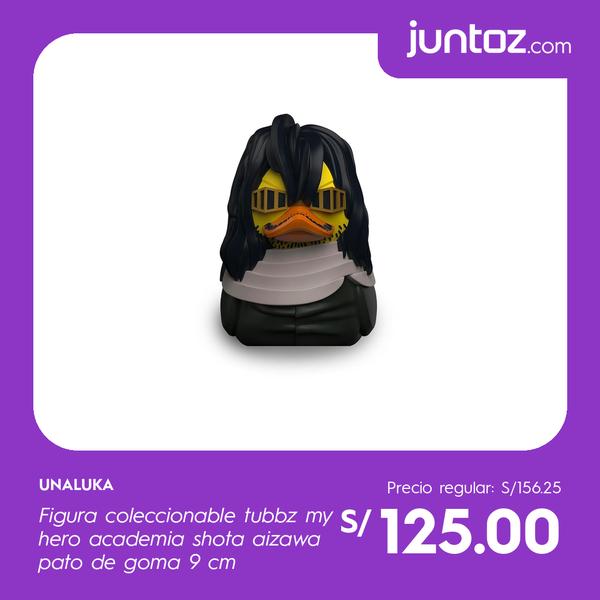 juntoz.com
UNALUKA
Figura coleccionable tubbz my
hero academia shota aizawa
pato de goma 9 cm
Precio regular: S/156.25
S/125.00